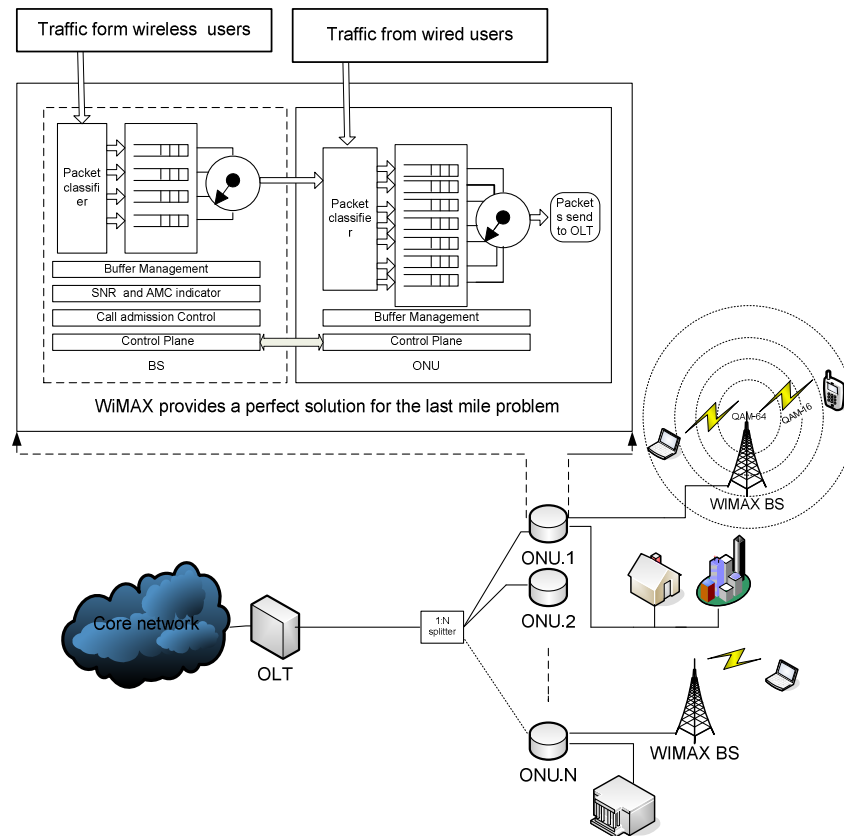 Traffic form wireless users
Traffic from wired users
Packet
classifi
er
Packet
classifie
r
Packet
s send
to OLT
Buffer Management
SNR and AMC indicator
Call admission Control
Control Plane
BS
Buffer Management
Control Plane
ONU
WiMAX provides a perfect solution for the last mile problem
QAM-64
QAM-16
WIMAX BS
ONU.1
ONU.2
Core network
1:N
splitter
OLT
WIMAX BS
ONU.N